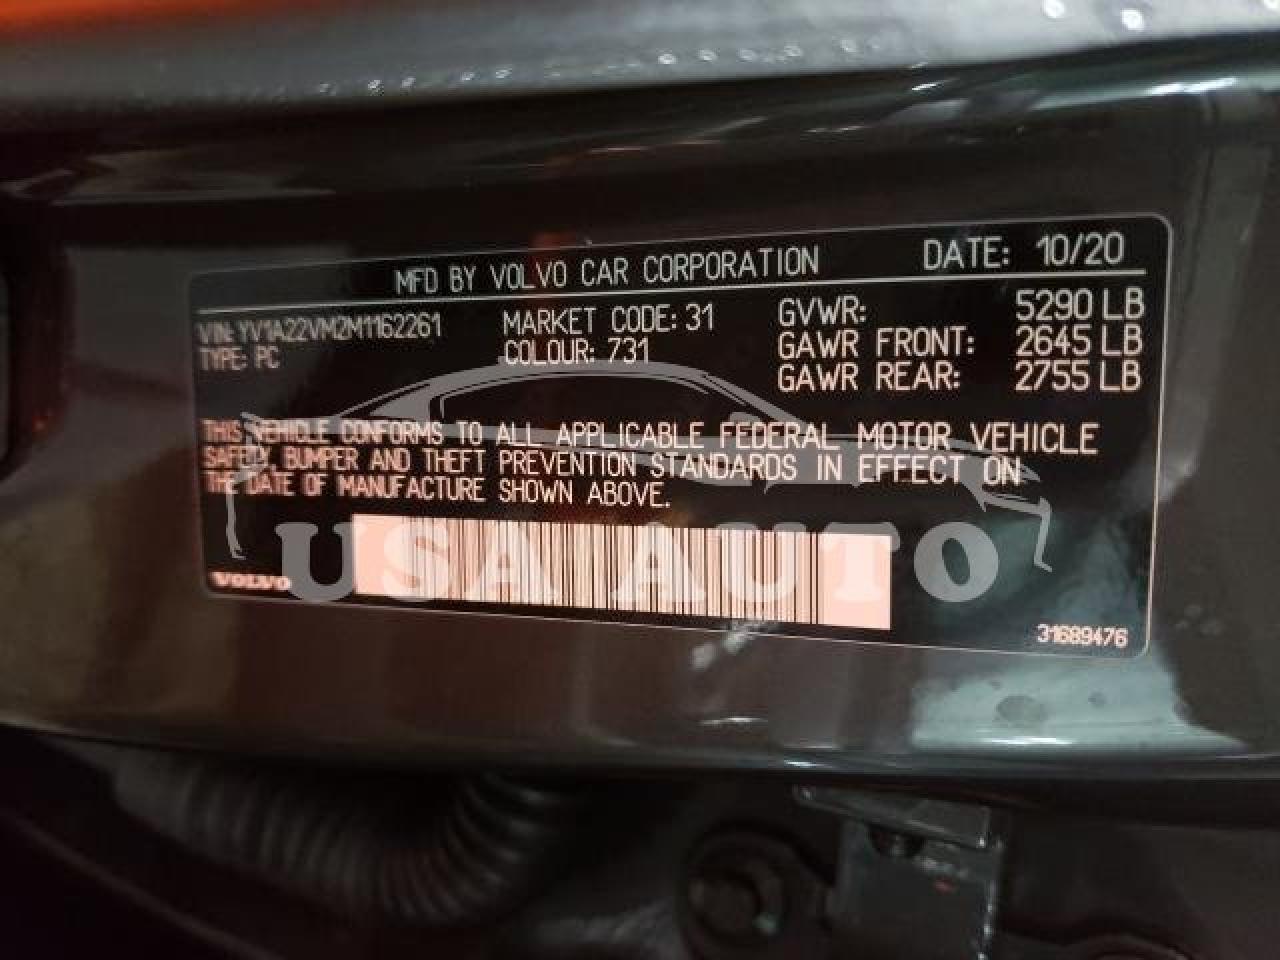 MFD BY VOLVO CAR CORPORATION DATE: 10/20
VIN: YV1A22VM2M1162261 MARKET CODE: 31 GVWR: 5290 LB
TYPE: PC COLOUR: 731 GAWR FRONT: 2645 LB
GAWR REAR: 2755 LB
THIS VEHICLE CONFORMS TO ALL APPLICABLE FEDERAL MOTOR VEHICLE
SAFETY, BUMPER AND THEFT PREVENTION STANDARDS IN EFFECT ON
THE DATE OF MANUFACTURE SHOWN ABOVE.
USA AUTO
VOLVO
31689476